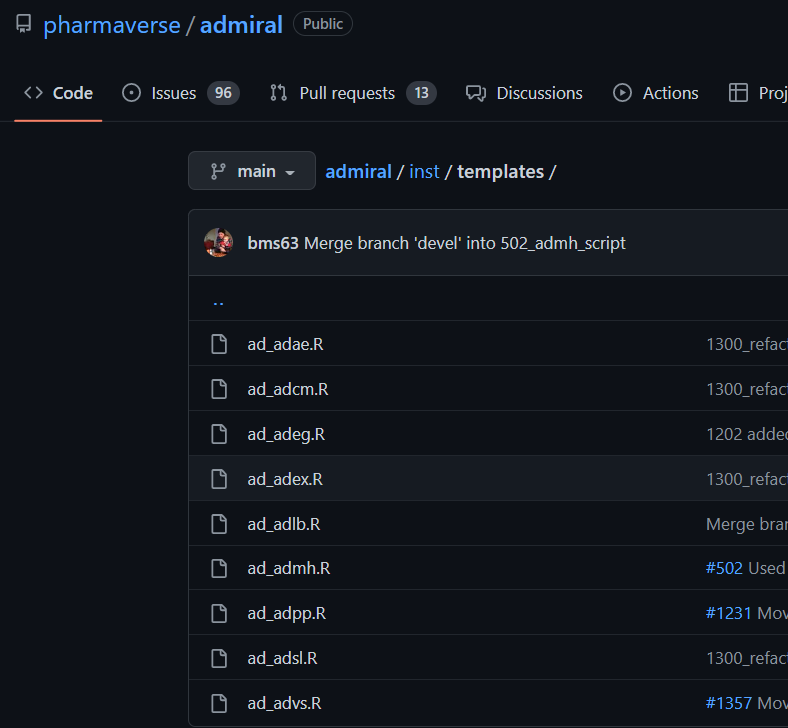 pharmaverse / admiral Public
Code Issues 96 Pull requests 13 Discussions Actions Proj
main admiral / inst / templates /
bms63 Merge branch 'devel' into 502_admh_script
..
ad_adae.R 1300_refact
ad_adcm.R 1300_refact
ad_adeg.R 1202 added
ad_adex.R 1300_refact
ad_adlb.R Merge bran
ad_admh.R #502 Used
ad_adpp.R #1231 Mov
ad_adsl.R 1300_refact
ad_advs.R #1357 Mov